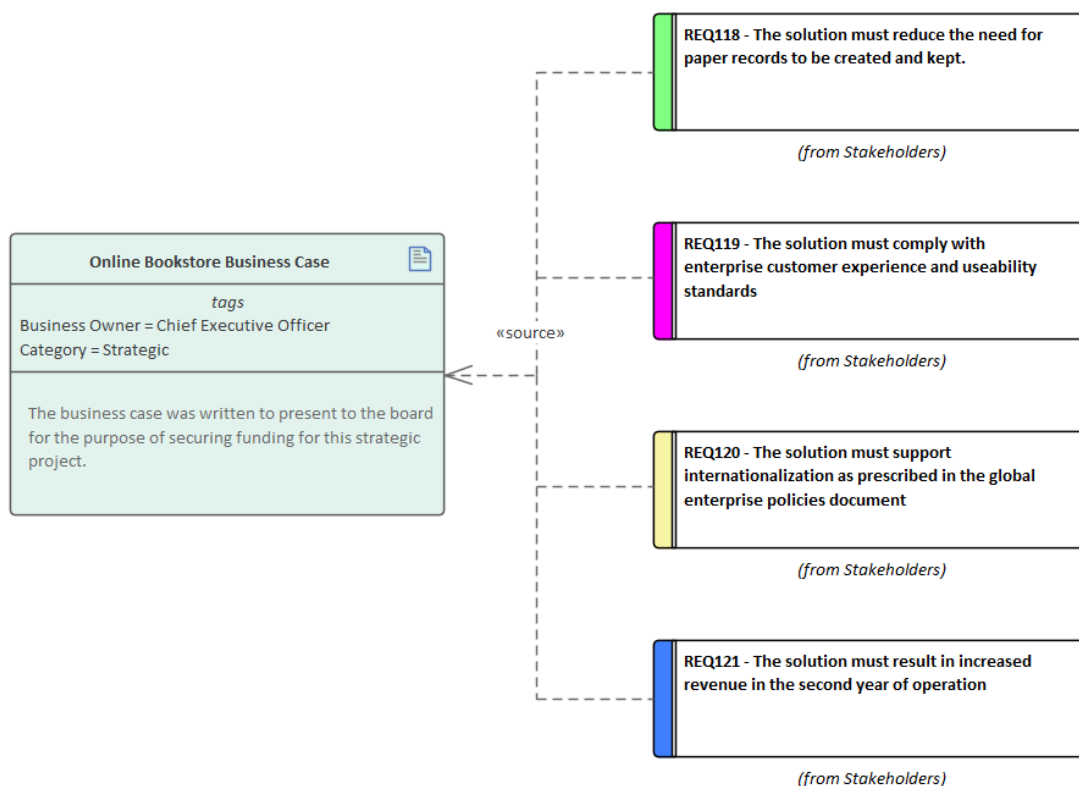 REQ118 - The solution must reduce the need for
paper records to be created and kept.
(from Stakeholders)
REQ119 - The solution must comply with
enterprise customer experience and useability
standards
(from Stakeholders)
Online Bookstore Business Case
tags
Business Owner = Chief Executive Officer
Category = Strategic
The business case was written to present to the board
for the purpose of securing funding for this strategic
project.
«source»
REQ120 - The solution must support
internationalization as prescribed in the global
enterprise policies document
(from Stakeholders)
REQ121 - The solution must result in increased
revenue in the second year of operation
(from Stakeholders)